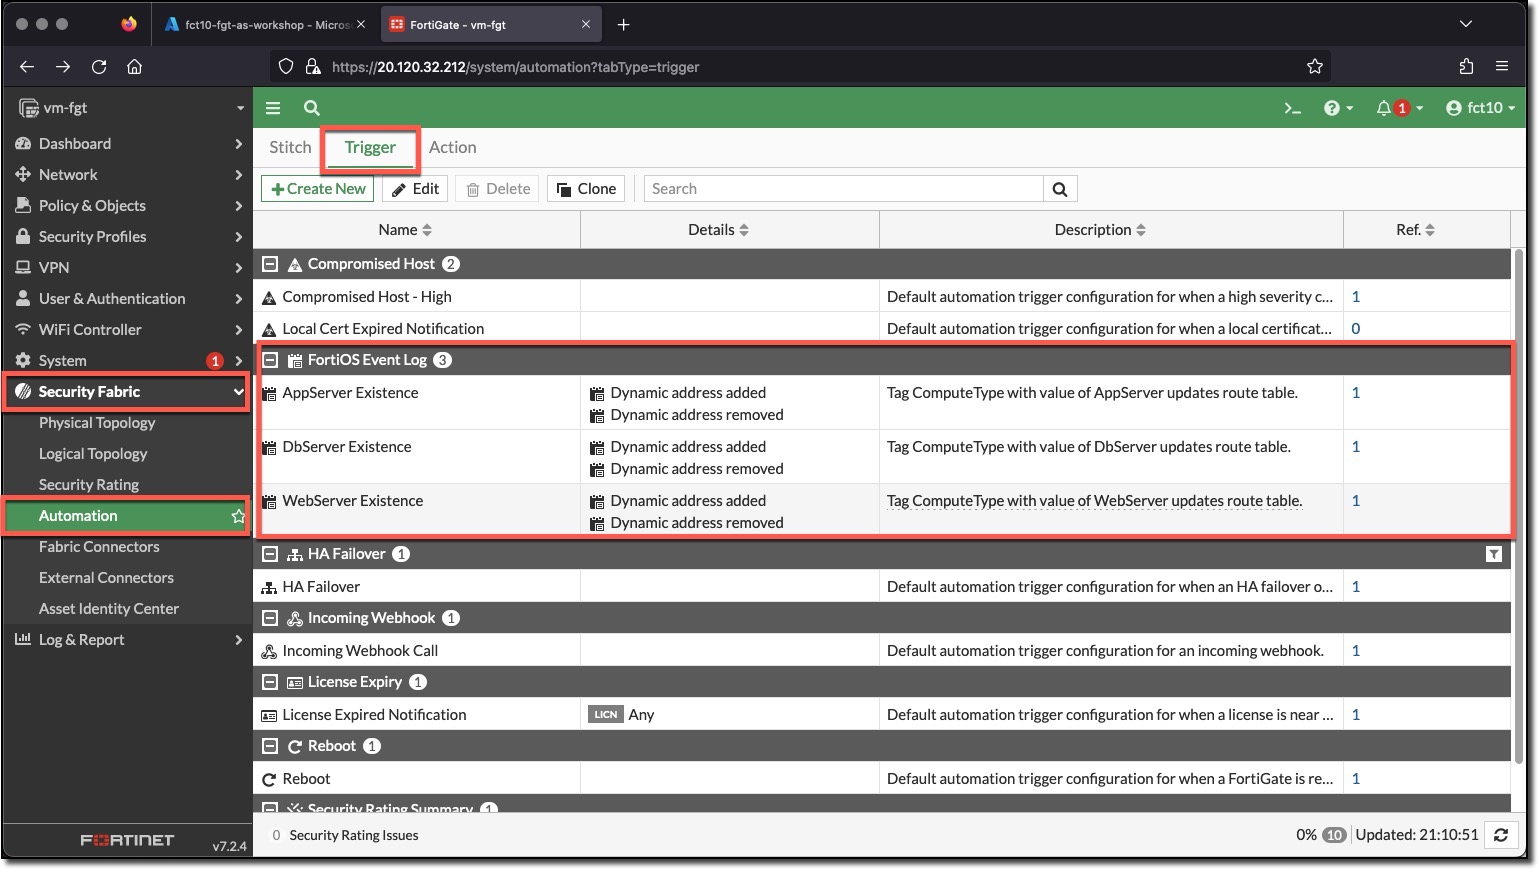 fct10-fgt-as-workshop - Micros
FortiGate - vm-fgt
https://20.120.32.212/system/automation?tabType=trigger
vm-fgt
fct10
1
Dashboard
Network
Policy & Objects
Security Profiles
VPN
User & Authentication
WiFi Controller
System 1
Security Fabric
Physical Topology
Logical Topology
Security Rating
Automation
Fabric Connectors
External Connectors
Asset Identity Center
Log & Report
FORTINET
v7.2.4
Stitch Trigger Action
Create New Edit Delete Clone Search
Name Details Description Ref.
Compromised Host 2
Compromised Host - High Default automation trigger configuration for when a high severity c... 1
Local Cert Expired Notification Default automation trigger configuration for when a local certificat... 0
FortiOS Event Log 3
AppServer Existence Dynamic address added Tag ComputeType with value of AppServer updates route table. 1
Dynamic address removed
DbServer Existence Dynamic address added Tag ComputeType with value of DbServer updates route table. 1
Dynamic address removed
WebServer Existence Dynamic address added Tag ComputeType with value of WebServer updates route table. 1
Dynamic address removed
HA Failover 1
HA Failover Default automation trigger configuration for when an HA failover o... 1
Incoming Webhook 1
Incoming Webhook Call Default automation trigger configuration for an incoming webhook. 1
License Expiry 1
License Expired Notification LICN Any Default automation trigger configuration for when a license is near ... 1
Reboot 1
Reboot Default automation trigger configuration for when a FortiGate is re... 1
Security Rating Summary 1
0 Security Rating Issues 0% 10 Updated: 21:10:51